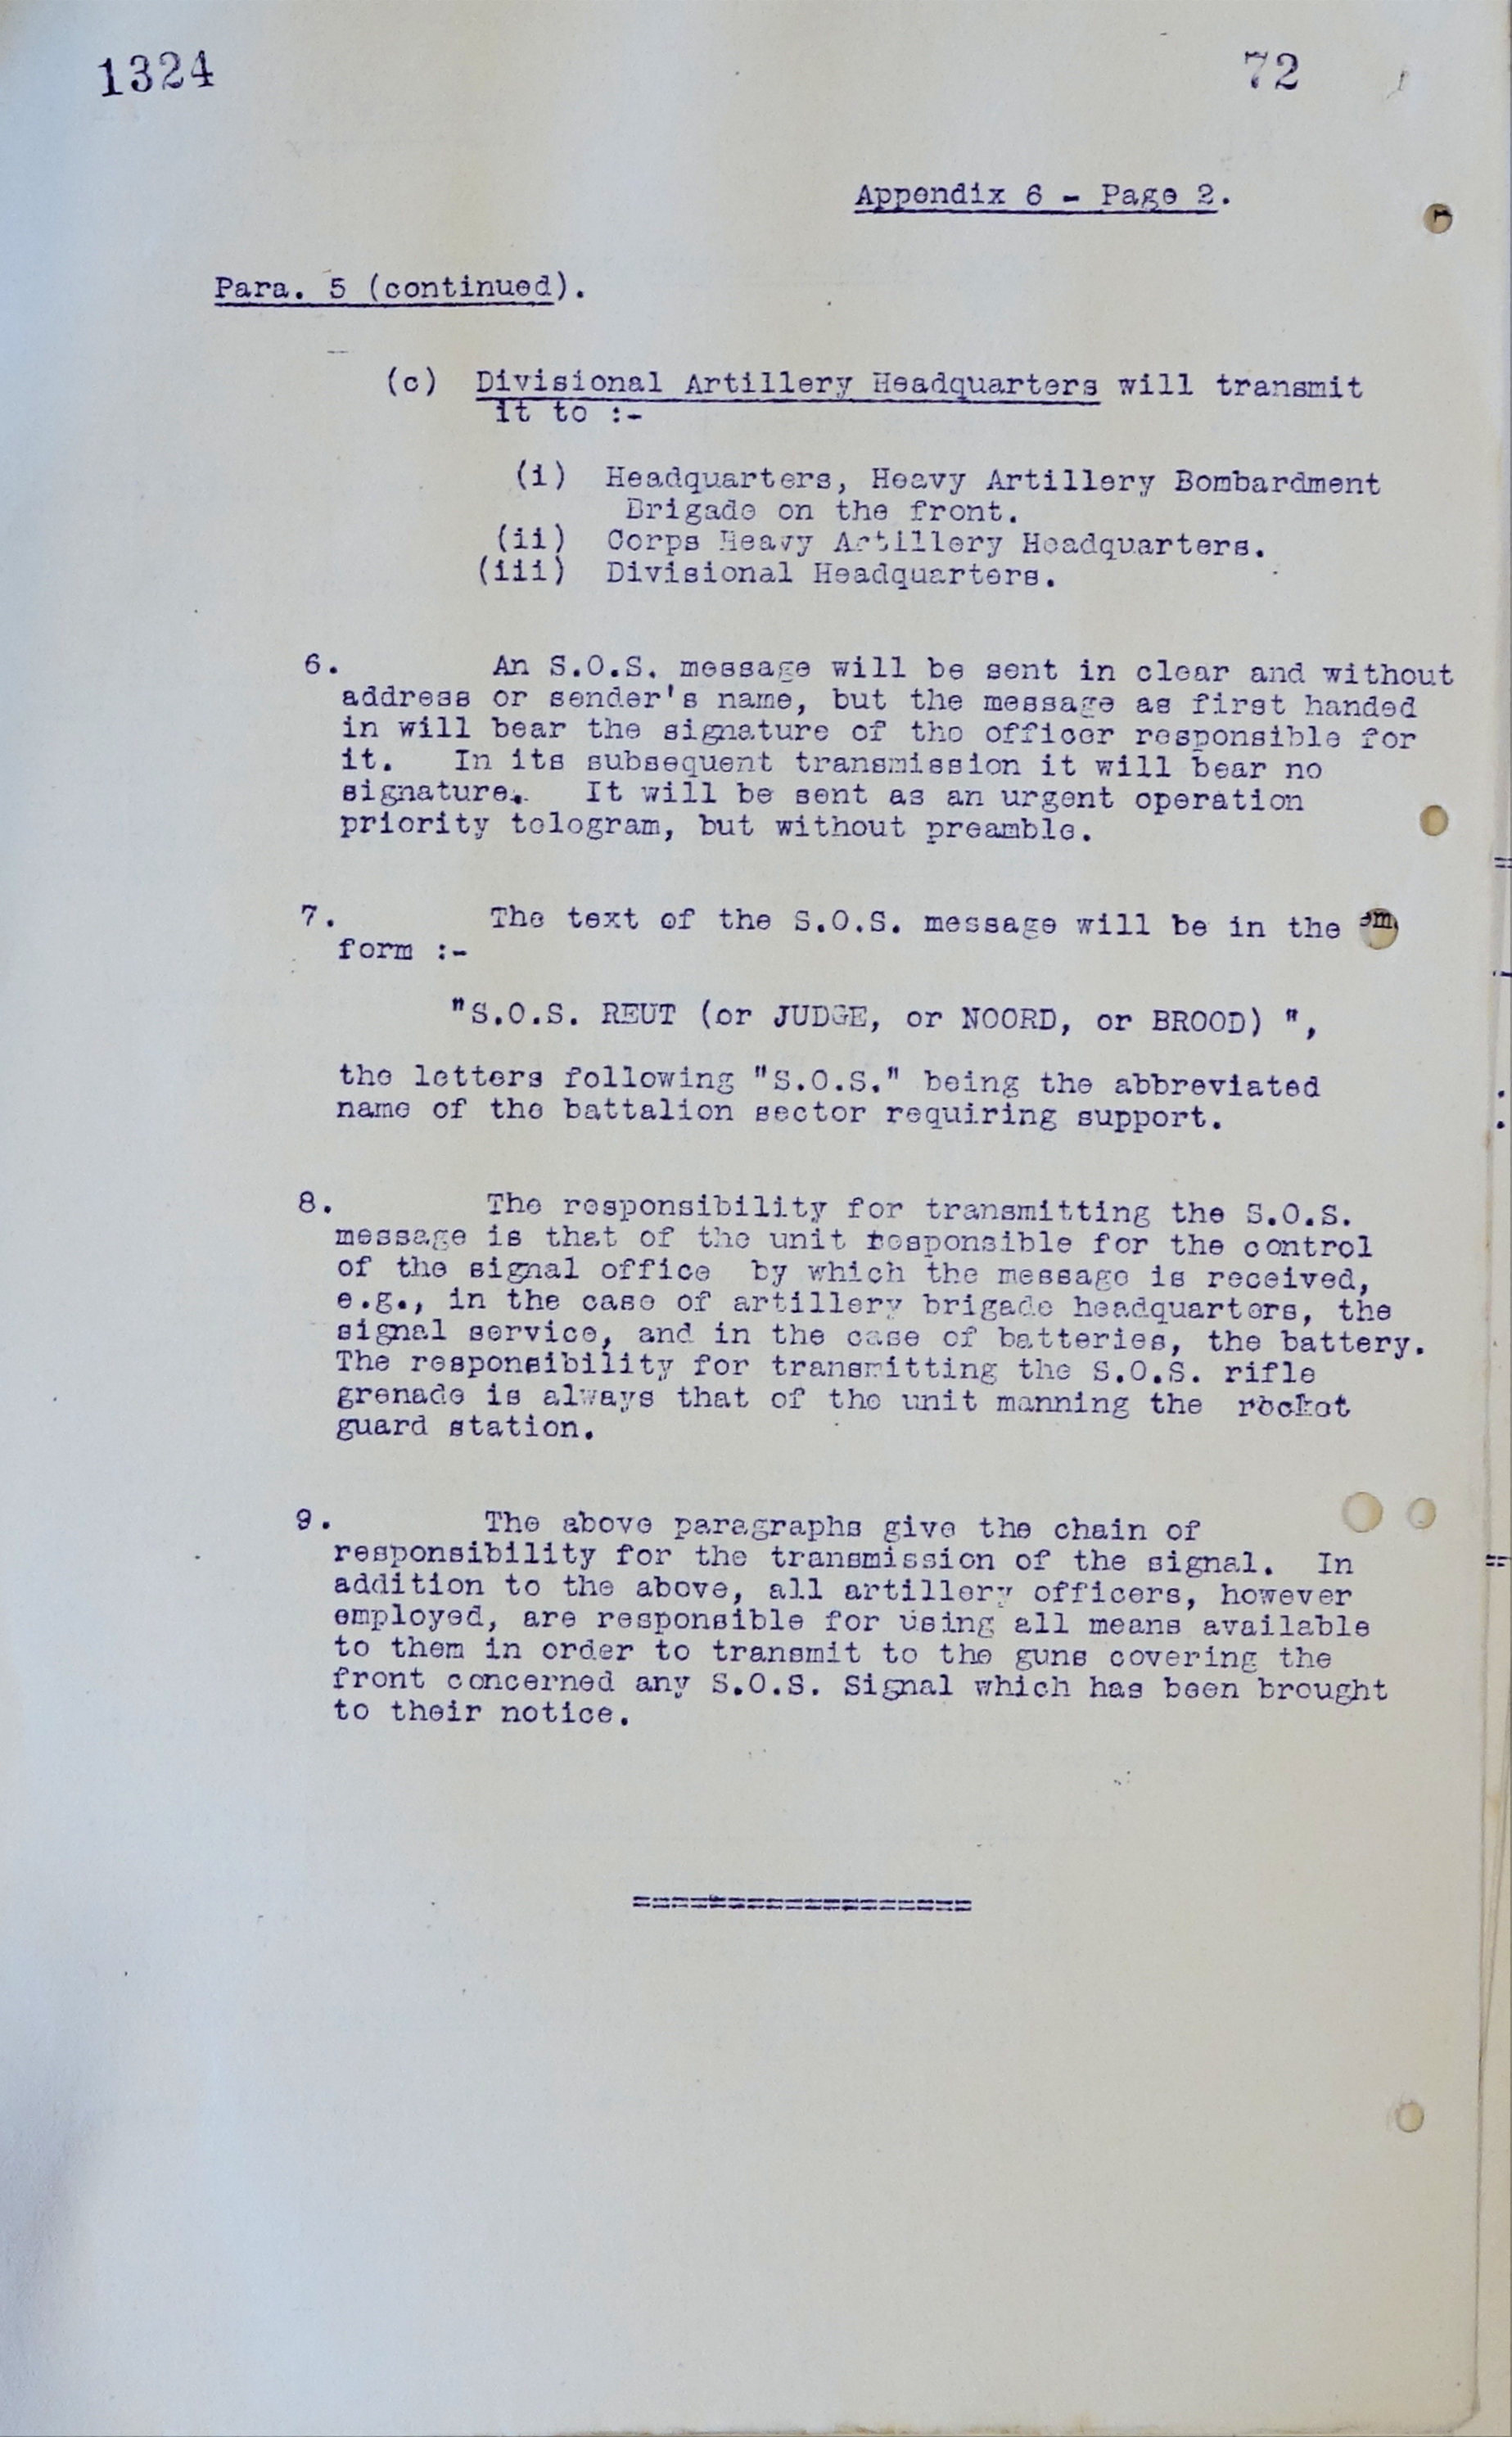 1324
72
Appendix 6 - Page 2.
Para. 5 (continued).
(c) Divisional Artillery Headquarters will transmit
it to :-
(i) Headquarters, Heavy Artillery Bombardment
Brigade on the front.
(ii) Corps Heavy Artillery Headquarters.
(iii) Divisional Headquarters.
6. An S.O.S. message will be sent in clear and without
address or sender's name, but the message as first handed
in will bear the signature of the officer responsible for
it. In its subsequent transmission it will bear no
signature. It will be sent as an urgent operation
priority telogram, but without preamble.
7. The text of the S.O.S. message will be in the
form :-
"S.O.S. REUT (or JUDGE, or NOORD, or BROOD) ",
the letters following "S.O.S." being the abbreviated
name of the battalion sector requiring support.
8. The responsibility for transmitting the S.O.S.
message is that of the unit responsible for the control
of the signal office by which the message is received,
e.g., in the case of artillery brigade headquarters, the
signal service, and in the case of batteries, the battery.
The responsibility for transmitting the S.O.S. rifle
grenade is always that of the unit manning the rocket
guard station.
9. The above paragraphs give the chain of
responsibility for the transmission of the signal. In
addition to the above, all artillery officers, however
employed, are responsible for using all means available
to them in order to transmit to the guns covering the
front concerned any S.O.S. Signal which has been brought
to their notice.
==================